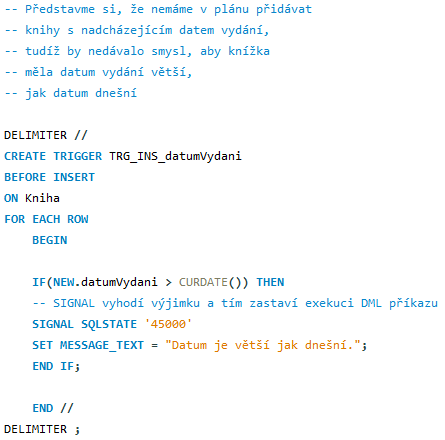 -- Představme si, že nemáme v plánu přidávat
-- knihy s nadcházejícím datem vydání,
-- tudíž by nedávalo smysl, aby knížka
-- měla datum vydání větší,
-- jak datum dnešní
DELIMITER //
CREATE TRIGGER TRG_INS_datumVydani
BEFORE INSERT
ON Kniha
FOR EACH ROW
BEGIN
IF(NEW.datumVydani > CURDATE()) THEN
-- SIGNAL vyhodí výjimku a tím zastaví exekuci DML příkazu
SIGNAL SQLSTATE '45000'
SET MESSAGE_TEXT = "Datum je větší jak dnešní.";
END IF;
END //
DELIMITER ;